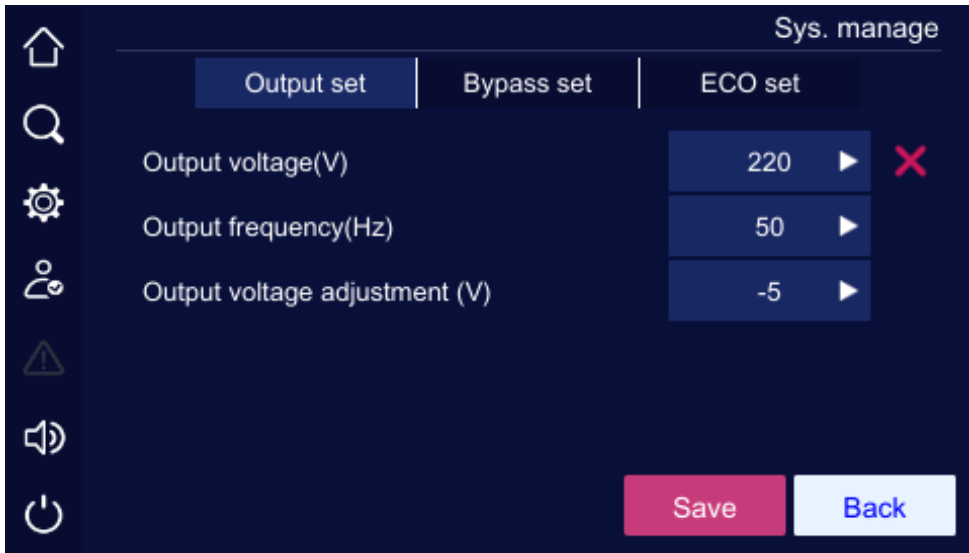 Sys. manage
Output set Bypass set ECO set
Output voltage(V) 220
Output frequency(Hz) 50
Output voltage adjustment (V) -5
Save Back